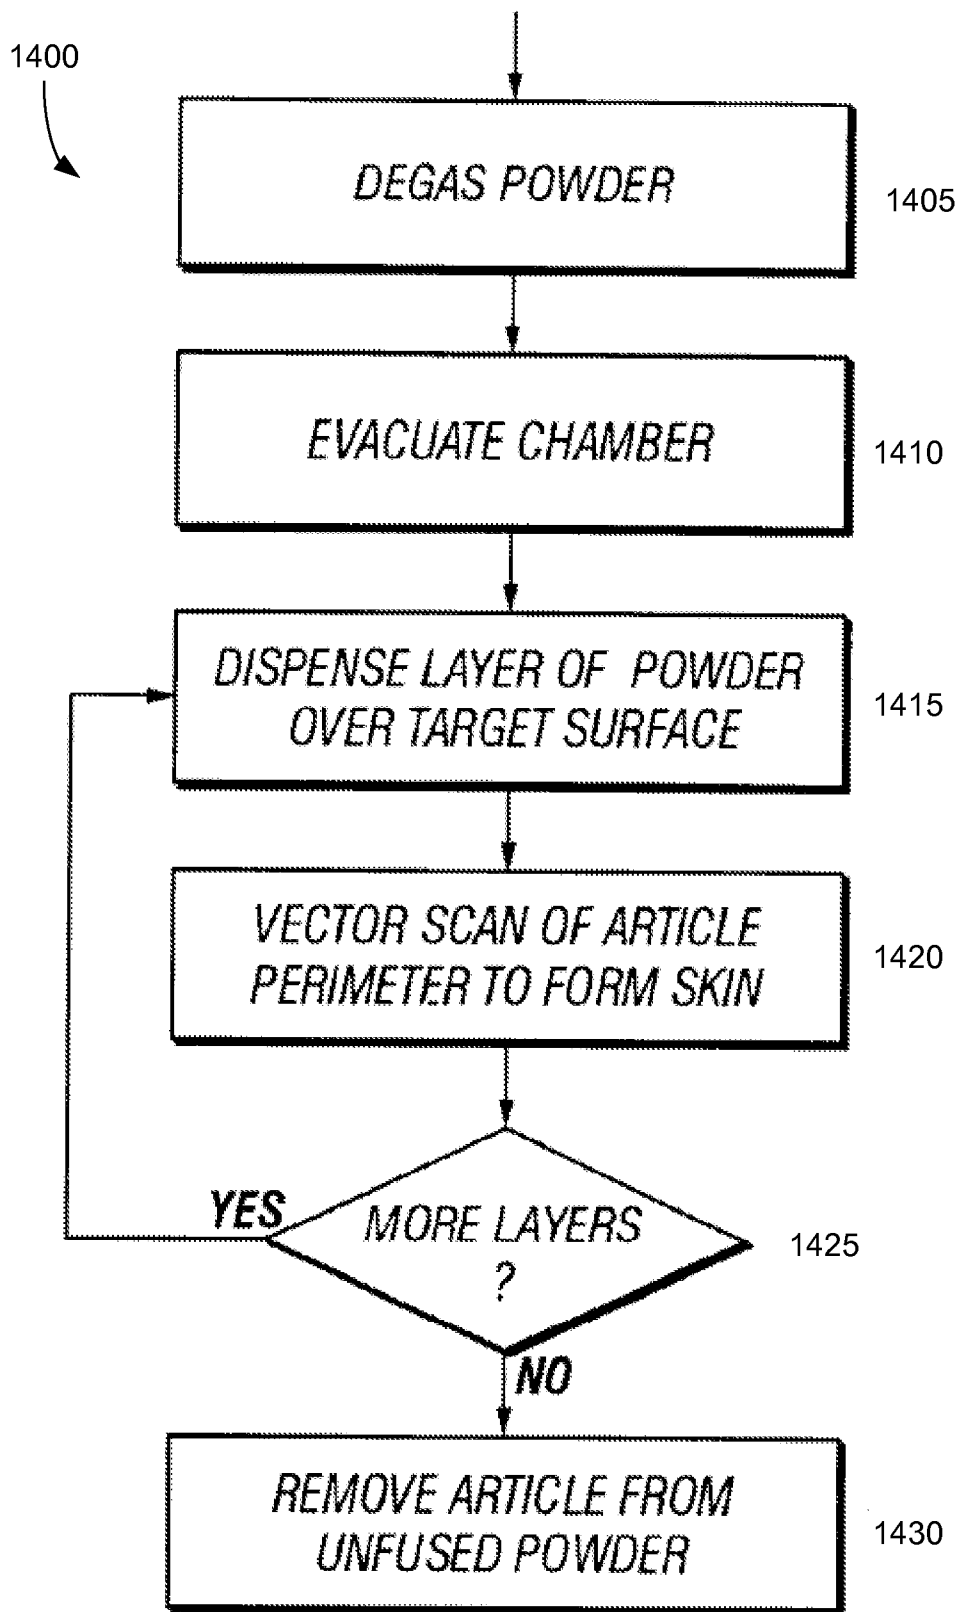 1400
DEGAS POWDER
1405
EVACUATE CHAMBER
1410
DISPENSE LAYER OF POWDER
OVER TARGET SURFACE
1415
VECTOR SCAN OF ARTICLE
PERIMETER TO FORM SKIN
1420
YES
MORE LAYERS
?
1425
NO
REMOVE ARTICLE FROM
UNFUSED POWDER
1430